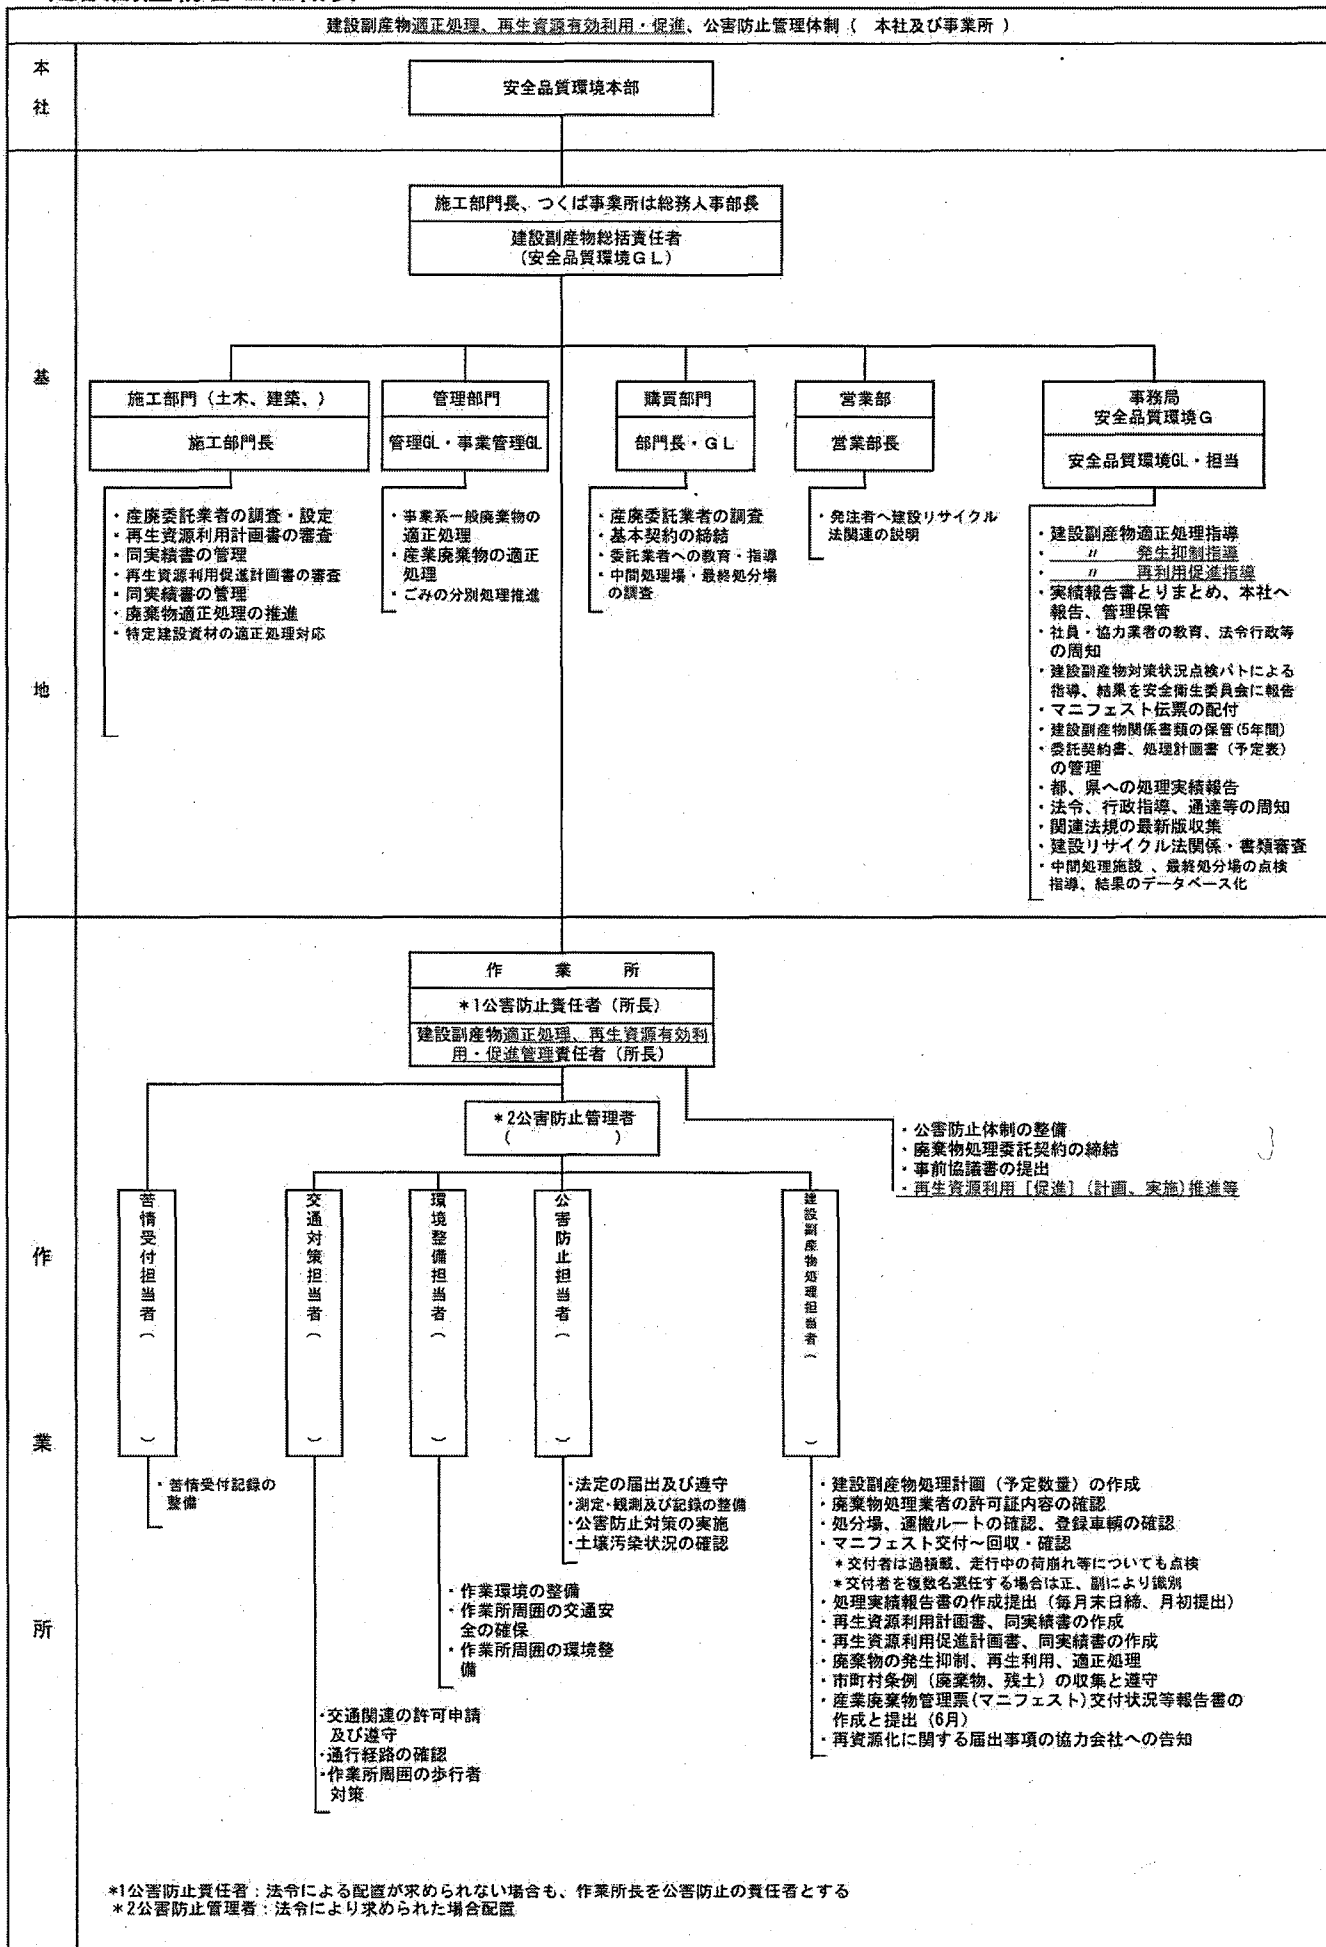 建設副産物適正処理、再生資源有効利用・促進、公害防止管理体制（　本社及び事業所　）
本
社
安全品質環境本部
基
地
施工部門長、つくば事業所は総務人事部長
建設副産物総括責任者
(安全品質環境ＧＬ)
施工部門（土木、建築、）
施工部門長
・産廃委託業者の調査・設定
・再生資源利用計画書の審査
・同実績書の管理
・再生資源利用促進計画書の審査
・同実績書の管理
・廃棄物適正処理の推進
・特定建設資材の適正処理対応
管理部門
管理GL・事業管理GL
・事業系一般廃棄物の
適正処理
・産業廃棄物の適正
処理
・ごみの分別処理推進
購買部門
部門長・ＧＬ
・産廃委託業者の調査
・基本契約の締結
・委託業者への教育・指導
・中間処理場・最終処分場
の調査
営業部
営業部長
・発注者へ建設リサイクル
法関連の説明
事務局
安全品質環境Ｇ
安全品質環境GL・担当
・建設副産物適正処理指導
・　〃　発生抑制指導
・　〃　再利用促進指導
・実績報告書とりまとめ、本社へ
報告、管理保管
・社員・協力業者の教育、法令行政等
の周知
・建設副産物対策状況点検パトによる
指導、結果を安全衛生委員会に報告
・マニフェスト伝票の配付
・建設副産物関係書類の保管(5年間)
・委託契約書、処理計画書（予定表）
の管理
・都、県への処理実績報告
・法令、行政指導、通達等の周知
・関連法規の最新版収集
・建設リサイクル法関係・書類審査
・中間処理施設 、最終処分場の点検
指導、結果のデータベース化
作
業
所
作　業　所
*1公害防止責任者（所長）
建設副産物適正処理、再生資源有効利
用・促進管理責任者（所長）
*2公害防止管理者
(　　　　　)
・公害防止体制の整備
・廃棄物処理委託契約の締結
・事前協議書の提出
・再生資源利用［促進］(計画、実施)推進等
苦情受付担当者（　）
交通対策担当者（　）
環境整備担当者（　）
公害防止担当者（　）
建設副産物処理担当者（　）
・苦情受付記録の
整備
・交通関連の許可申請
及び遵守
・通行経路の確認
・作業所周囲の歩行者
対策
・作業環境の整備
・作業所周囲の交通安
全の確保
・作業所周囲の環境整
備
・法定の届出及び遵守
・測定・観測及び記録の整備
・公害防止対策の実施
・土壌汚染状況の確認
・建設副産物処理計画（予定数量）の作成
・廃棄物処理業者の許可証内容の確認
・処分場、運搬ルートの確認、登録車輌の確認
・マニフェスト交付～回収・確認
*交付者は過積載、走行中の荷崩れ等についても点検
*交付者を複数名選任する場合は正、副により識別
・処理実績報告書の作成提出（毎月末日締、月初提出）
・再生資源利用計画書、同実績書の作成
・再生資源利用促進計画書、同実績書の作成
・廃棄物の発生抑制、再生利用、適正処理
・市町村条例（廃棄物、残土）の収集と遵守
・産業廃棄物管理票(マニフェスト)交付状況等報告書の
作成と提出（6月）
・再資源化に関する届出事項の協力会社への告知
*1公害防止責任者：法令による配置が求められない場合も、作業所長を公害防止の責任者とする
*2公害防止管理者：法令により求められた場合配置